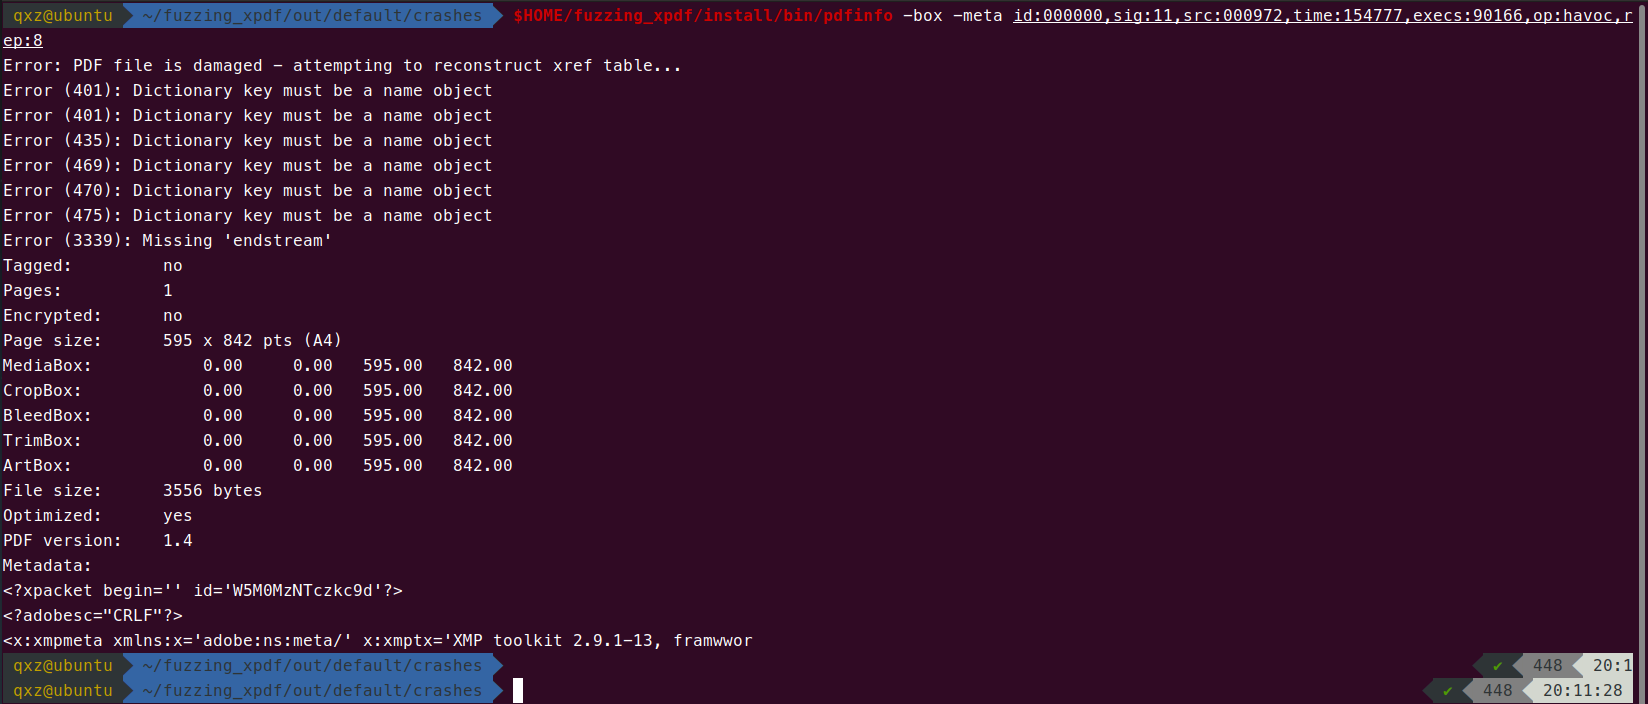 qxz@ubuntu ~/fuzzing_xpdf/out/default/crashes $HOME/fuzzing_xpdf/install/bin/pdfinfo -box -meta id:000000,sig:11,src:000972,time:154777,execs:90166,op:havoc,r
ep:8
Error: PDF file is damaged - attempting to reconstruct xref table...
Error (401): Dictionary key must be a name object
Error (401): Dictionary key must be a name object
Error (435): Dictionary key must be a name object
Error (469): Dictionary key must be a name object
Error (470): Dictionary key must be a name object
Error (475): Dictionary key must be a name object
Error (3339): Missing 'endstream'
Tagged: no
Pages: 1
Encrypted: no
Page size: 595 x 842 pts (A4)
MediaBox: 0.00 0.00 595.00 842.00
CropBox: 0.00 0.00 595.00 842.00
BleedBox: 0.00 0.00 595.00 842.00
TrimBox: 0.00 0.00 595.00 842.00
ArtBox: 0.00 0.00 595.00 842.00
File size: 3556 bytes
Optimized: yes
PDF version: 1.4
Metadata:
<?xpacket begin='' id='W5M0MzNTczkc9d'?>
<?adobesc="CRLF"?>
<x:xmpmeta xmlns:x='adobe:ns:meta/' x:xmptx='XMP toolkit 2.9.1-13, framwwor
qxz@ubuntu ~/fuzzing_xpdf/out/default/crashes ✔ 448 20:1
qxz@ubuntu ~/fuzzing_xpdf/out/default/crashes ✔ 448 20:11:28